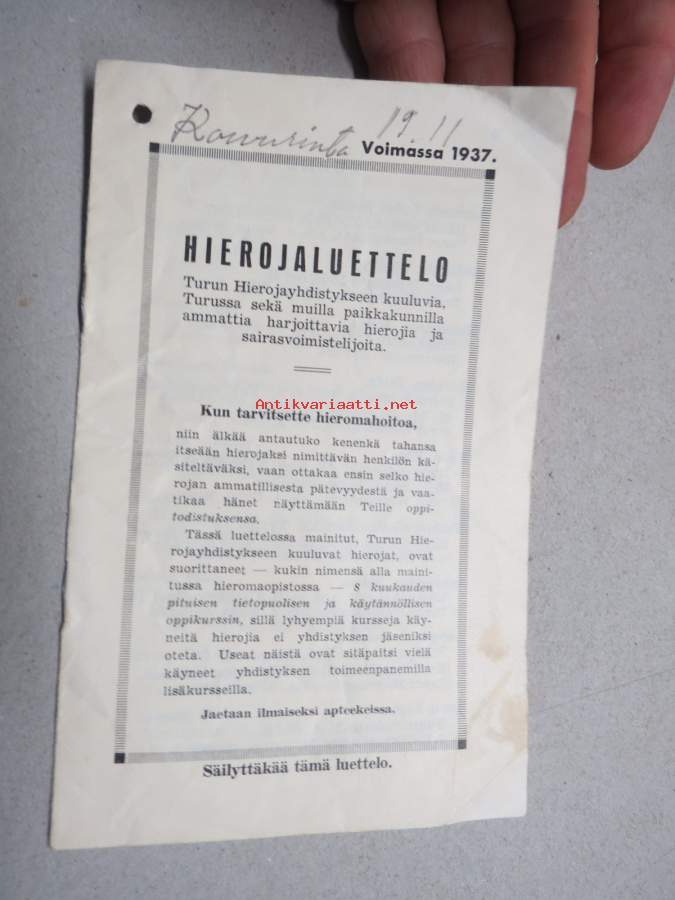 19.11
Voimassa 1937.
HIEROJALUETTELO
Turun Hierojayhdistykseen kuuluvia,
Turussa sekä muilla paikkakunnilla
ammattia harjoittavia hierojia ja
sairasvoimistelijoita.
Antikvariaatti.net
Kun tarvitsette hieromahoitoa,
niin älkää antautuko kenenkä tahansa
itseään hierojaksi nimittävän henkilön kä-
siteltäväksi, vaan ottakaa ensin selko hie-
rojan ammatillisesta pätevyydestä ja vaa-
tikaa hänet näyttämään Teille oppi-
todistuksensa.
Tässä luettelossa mainitut, Turun Hie-
rojayhdistykseen kuuluvat hierojat, ovat
suorittaneet — kukin nimensä alla maini-
tussa hieromaopistossa — 8 kuukauden
pituisen tietopuolisen ja käytännöllisen
oppikurssin, sillä lyhyempiä kursseja käy-
neitä hierojia ei yhdistyksen jäseniksi
oteta. Useat näistä ovat sitäpaitsi vielä
käyneet yhdistyksen toimeenpanemilla
lisäkursseilla.
Jaetaan ilmaiseksi apteekeissa.
Säilyttäkää tämä luettelo.